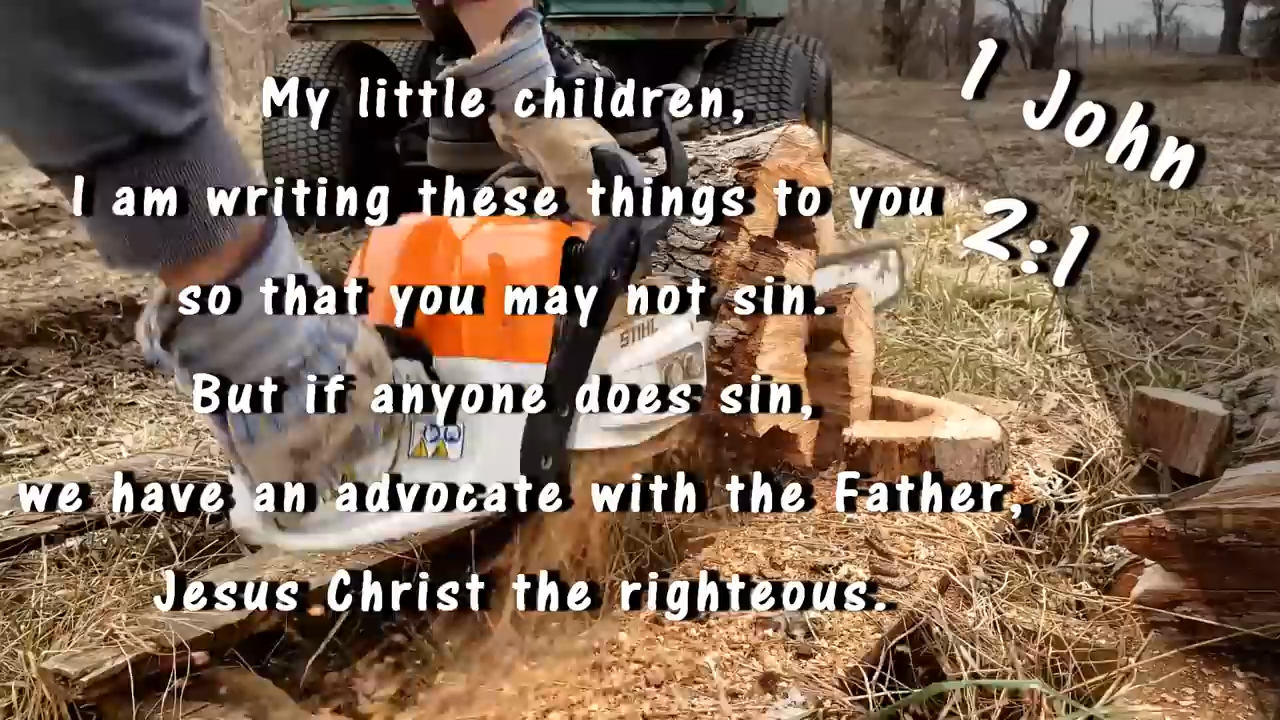 My little children,
I am writing these things to you
so that you may not sin.
But if anyone does sin,
we have an advocate with the Father,
Jesus Christ the righteous.
1 John
2:1
STIHL